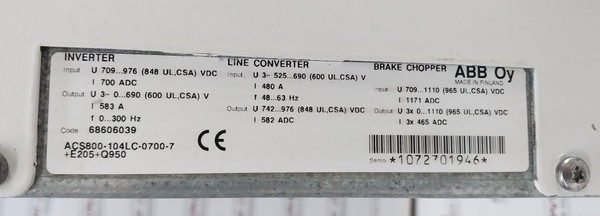 INVERTER
Input U 709...976 (848 UL,CSA) VDC
I 700 ADC
Output U 3~ 0...690 (600 UL,CSA) V
I 583 A
f 0...300 Hz
Code 68606039
ACS800-104LC-0700-7
+E205+Q950
LINE CONVERTER
Input U 3~ 525...690 (600 UL,CSA) V
I 480 A
f 48...63 Hz
Output U 742...976 (848 UL,CSA) VDC
I 582 ADC
CE
BRAKE CHOPPER
Input U 709...1110 (965 UL,CSA) VDC
I 1171 ADC
Output U 3x 0...1110 (965 UL,CSA) VDC
I 3x 465 ADC
ABB Oy
MADE IN FINLAND
Serno *1072701946*